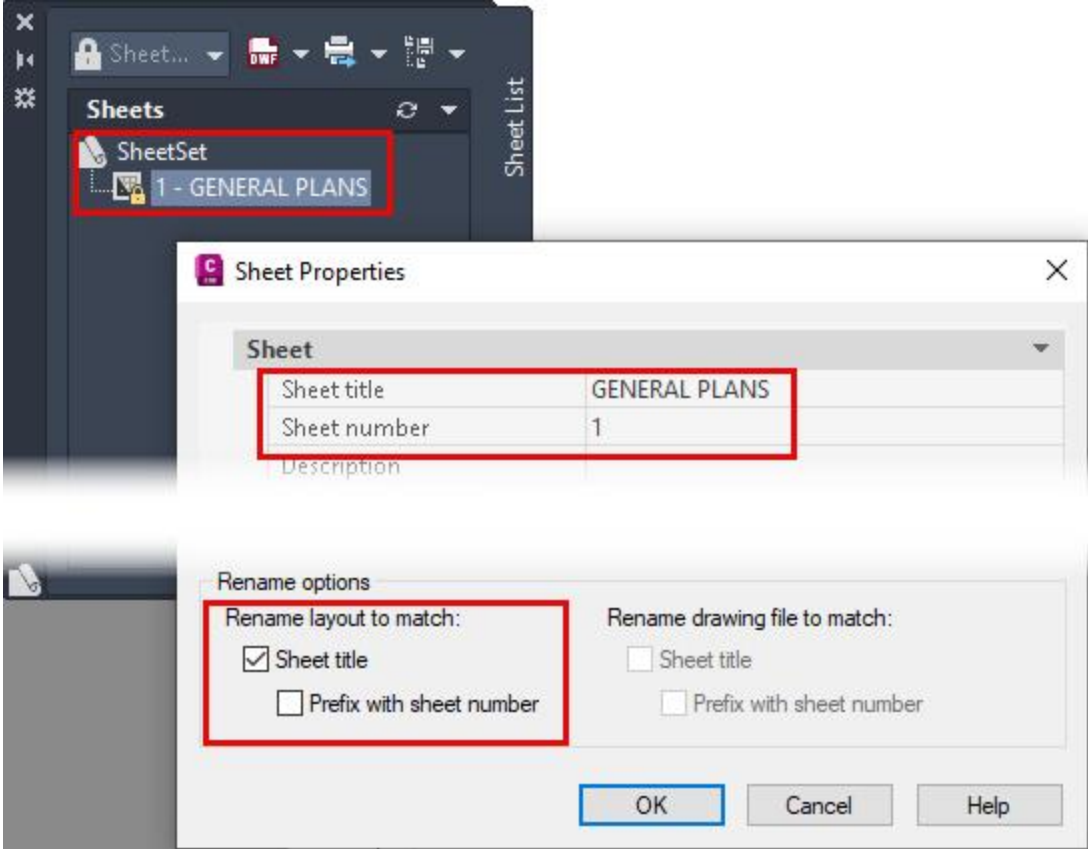 Sheet...
DWF
Sheets
Sheet List
SheetSet
1 - GENERAL PLANS
C
Sheet Properties
Sheet
Sheet title GENERAL PLANS
Sheet number 1
Description
Rename options
Rename layout to match: Rename drawing file to match:
Sheet title Sheet title
Prefix with sheet number Prefix with sheet number
OK Cancel Help